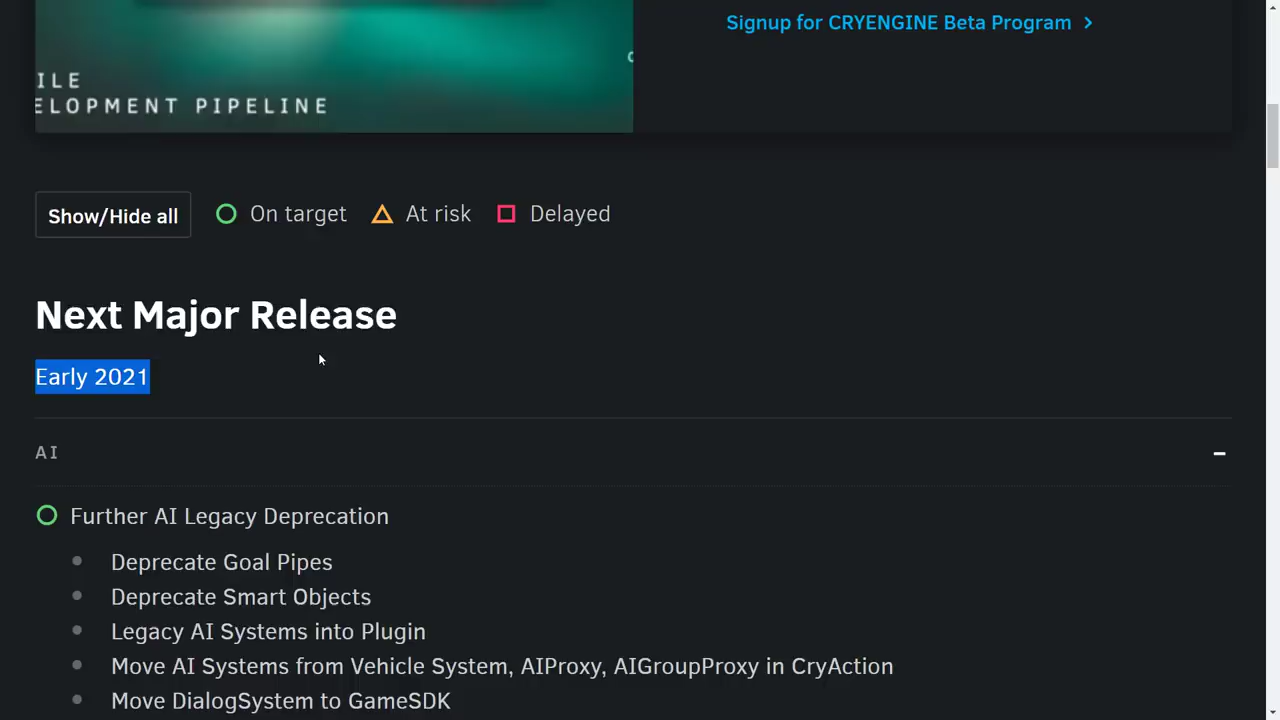 Signup for CRYENGINE Beta Program
ILE
ELOPMENT PIPELINE
Show/Hide all
On target
At risk
Delayed
Next Major Release
Early 2021
AI
Further AI Legacy Deprecation
Deprecate Goal Pipes
Deprecate Smart Objects
Legacy AI Systems into Plugin
Move AI Systems from Vehicle System, AIProxy, AIGroupProxy in CryAction
Move DialogSystem to GameSDK